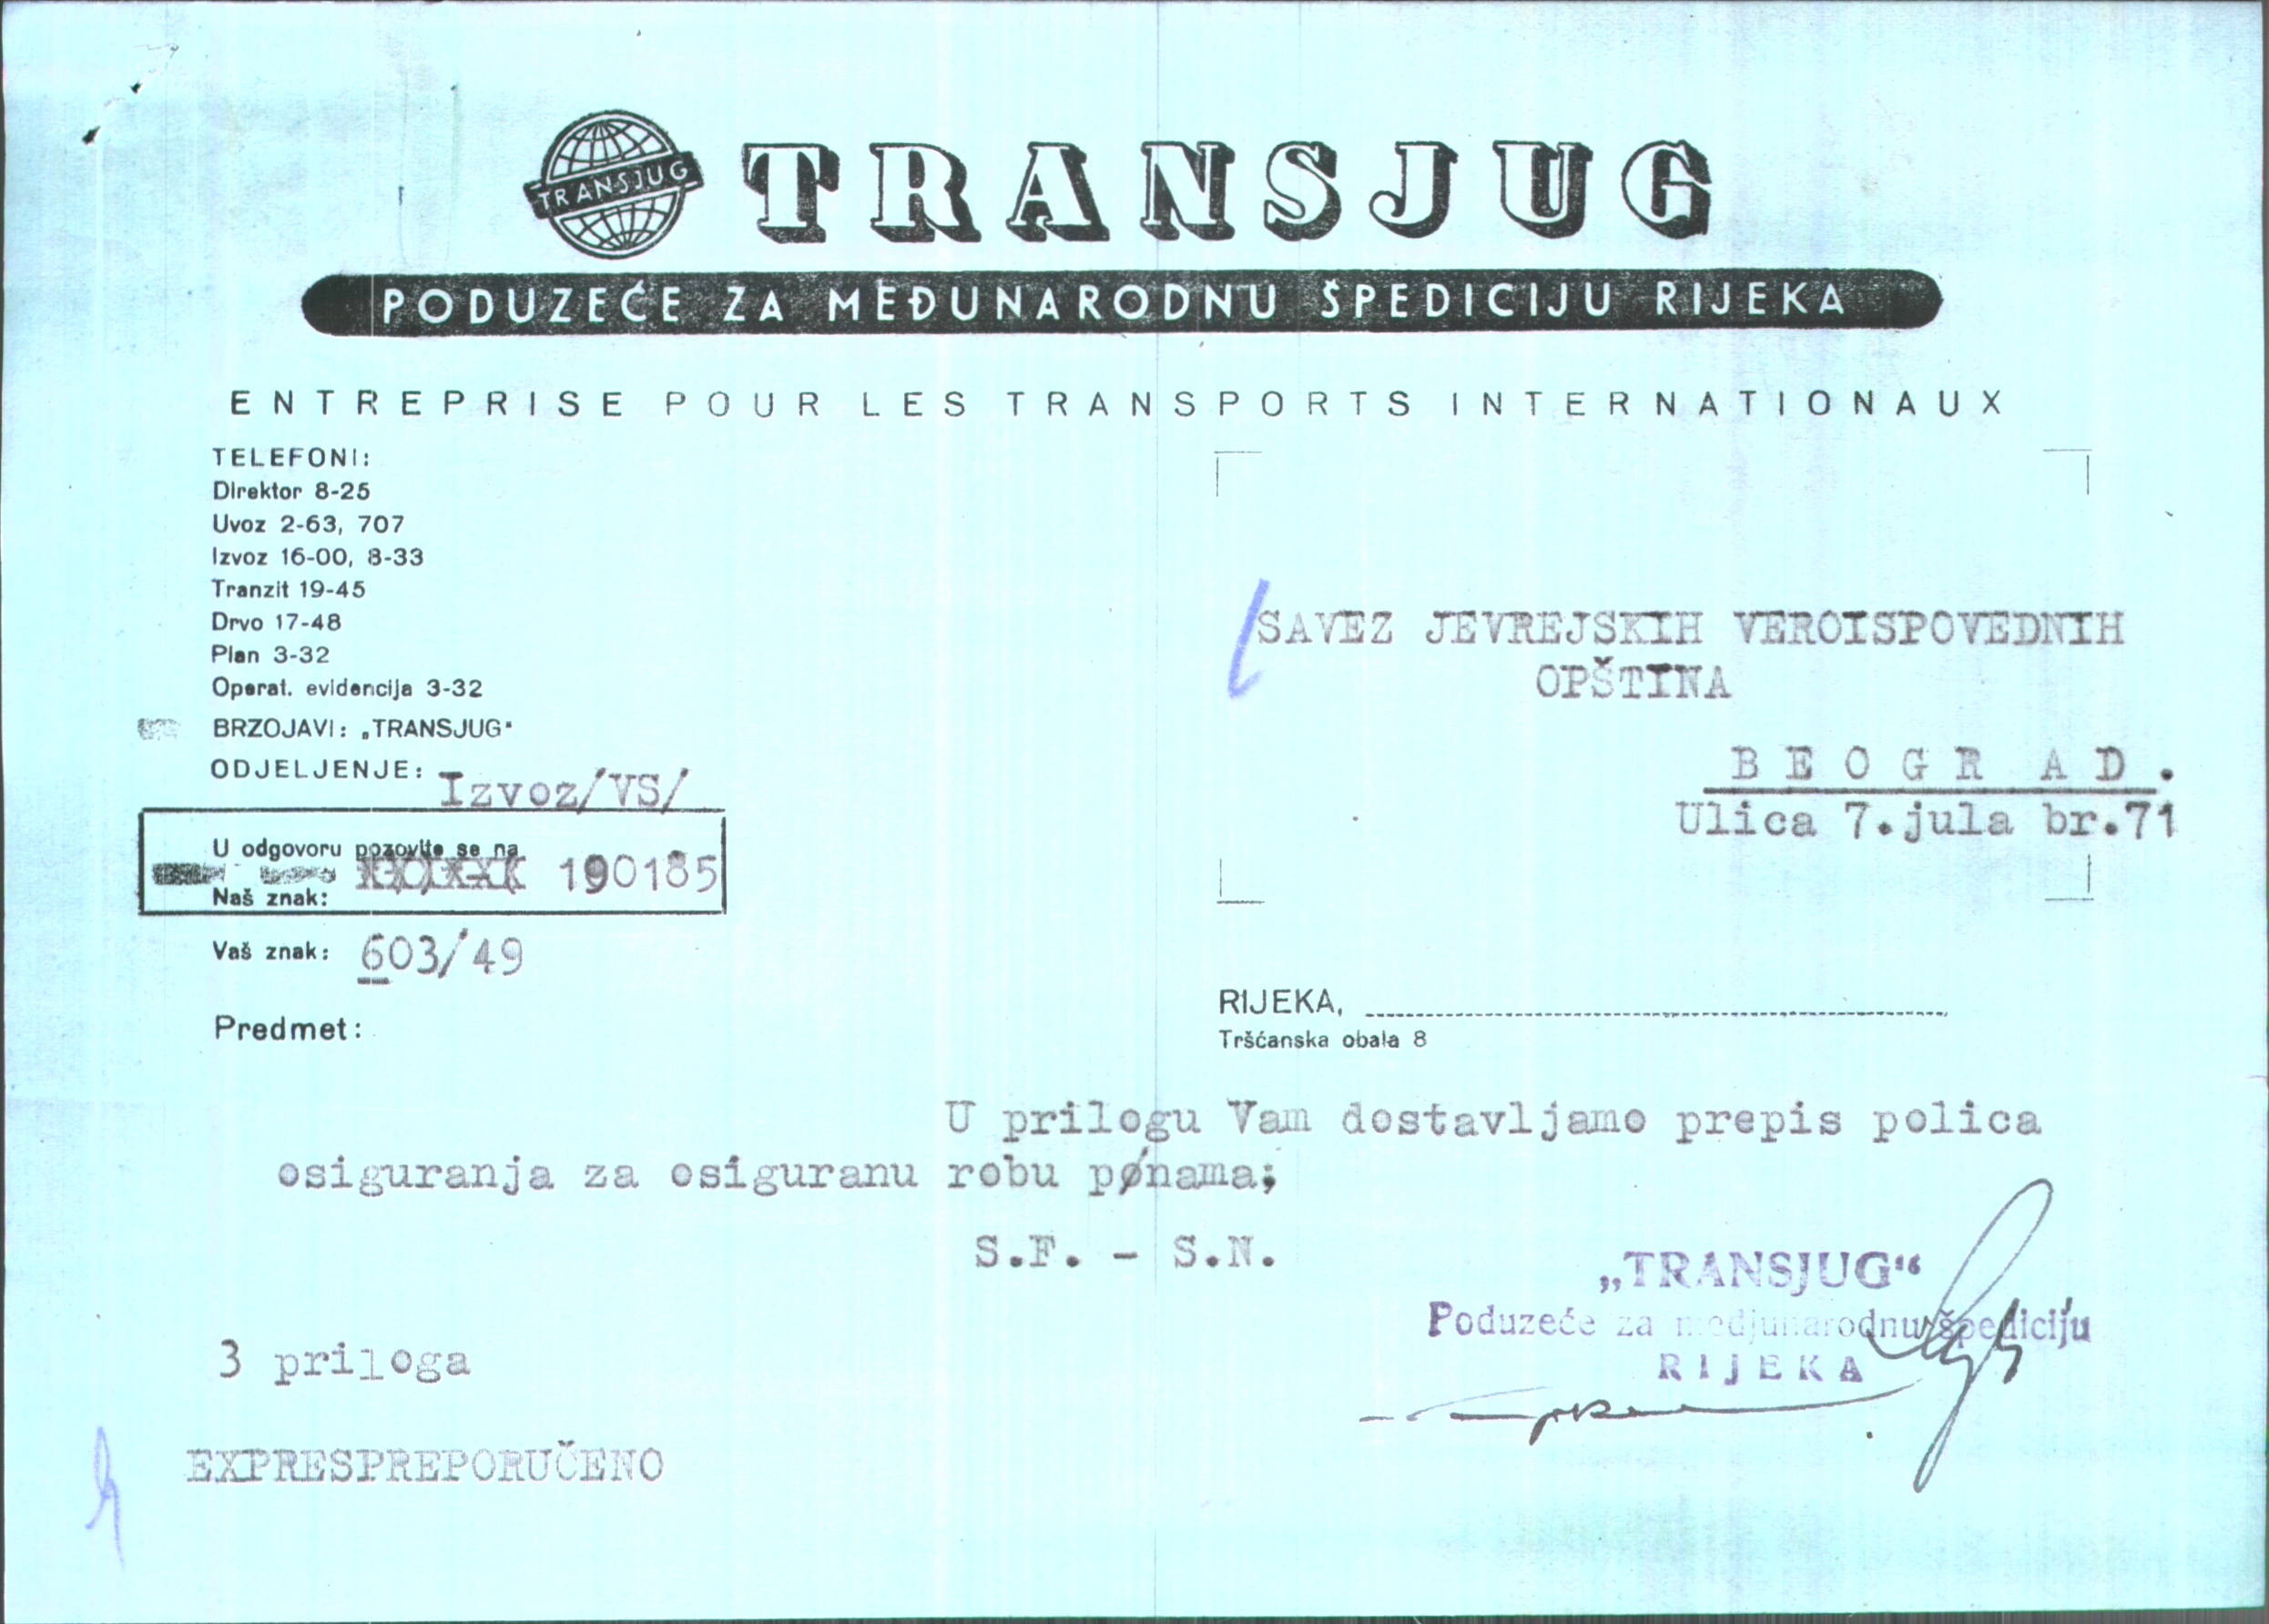 TRANSJUG
TRANSJUG
PODUZEĆE ZA MEĐUNARODNU ŠPEDICIJU RIJEKA
ENTREPRISE POUR LES TRANSPORTS INTERNATIONAUX
TELEFONI:
Direktor 8-25
Uvoz 2-63, 707
Izvoz 16-00, 8-33
Tranzit 19-45
Drvo 17-48
Plan 3-32
Operat. evidencija 3-32
BRZOJAVI: „TRANSJUG"
ODJELJENJE: Izvoz/VS/
U odgovoru pozovite se na
Naš znak: 190185
Vaš znak: 603/49
Predmet:
SAVEZ JEVREJSKIH VEROISPOVEDNIH
OPŠTINA
B E O G R A D .
Ulica 7.jula br.71
RIJEKA,
Tršćanska obala 8
U prilogu Vam dostavljamo prepis polica
osiguranja za osiguranu robu po nama;
S.F. - S.N.
„TRANSJUG“
Poduzeće za medjunarodnu špediciju
RIJEKA
3 priloga
EXPRESPREPORUČENO